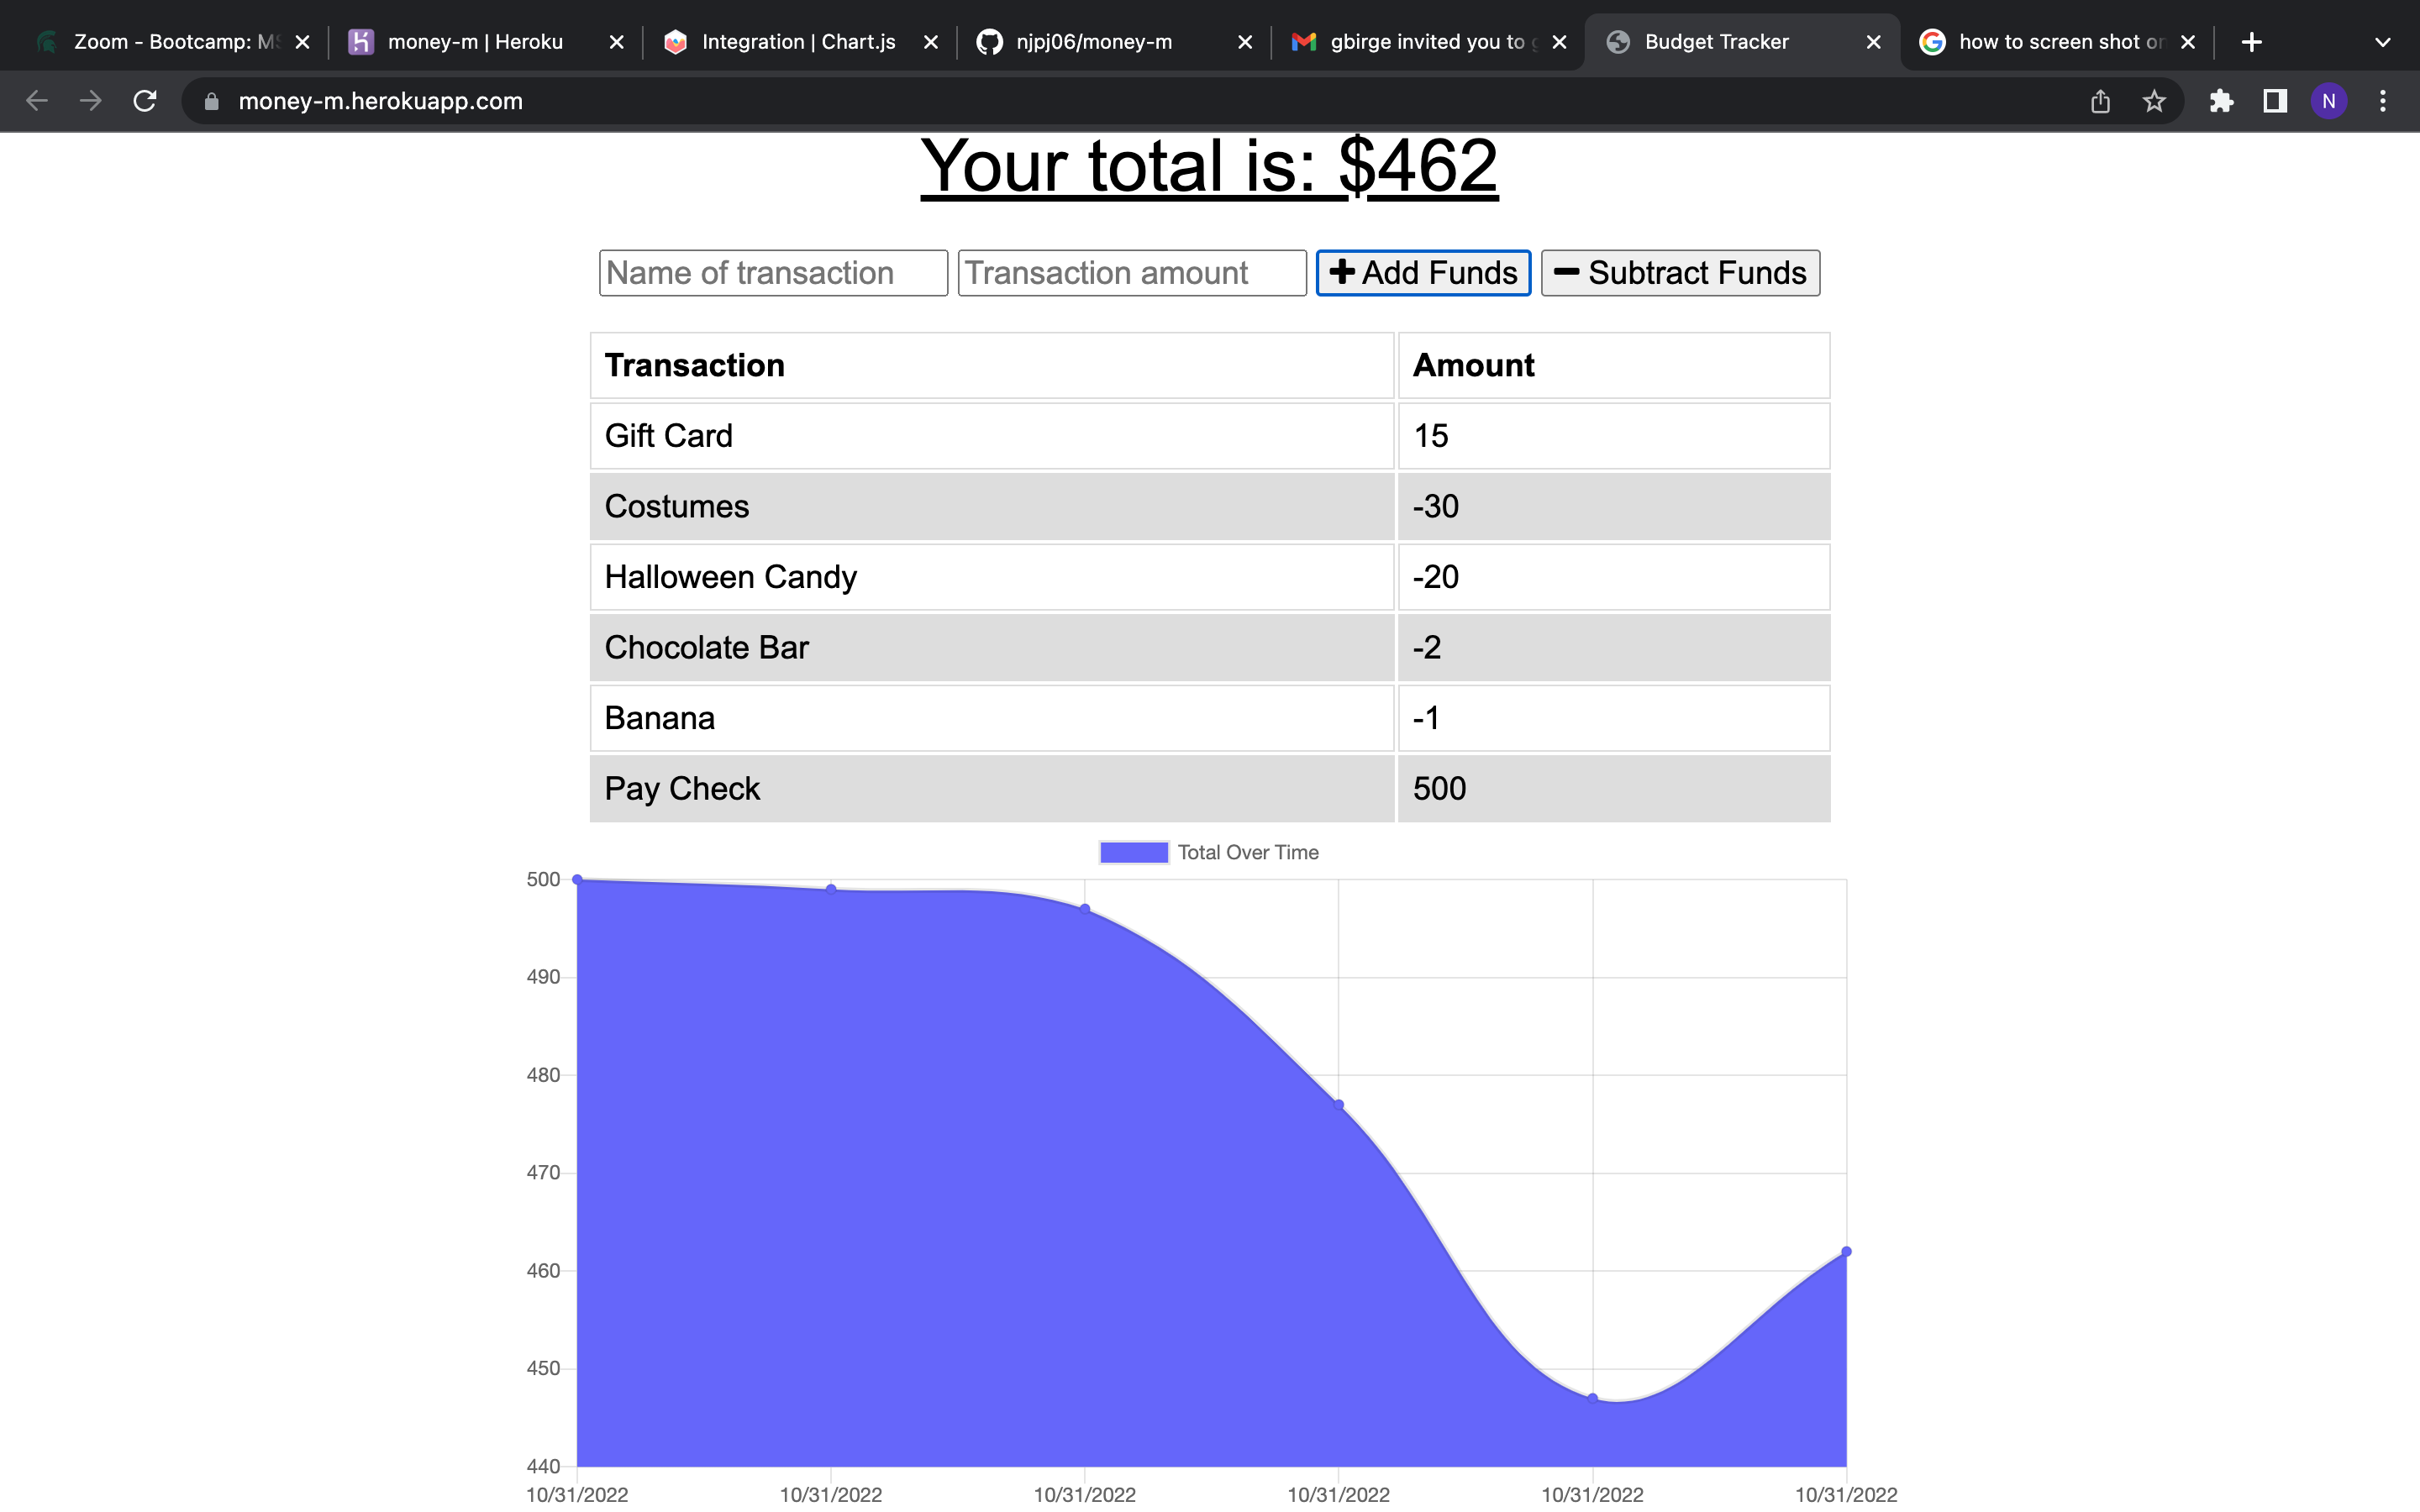 Zoom - Bootcamp: MS
money-m | Heroku
Integration | Chart.js
njpj06/money-m
gbirge invited you to g
Budget Tracker
how to screen shot on
money-m.herokuapp.com
N
Your total is: $462
Name of transaction
Transaction amount
Add Funds
Subtract Funds
Transaction Amount
Gift Card 15
Costumes -30
Halloween Candy -20
Chocolate Bar -2
Banana -1
Pay Check 500
Total Over Time
500
490
480
470
460
450
440
10/31/2022 10/31/2022 10/31/2022 10/31/2022 10/31/2022 10/31/2022